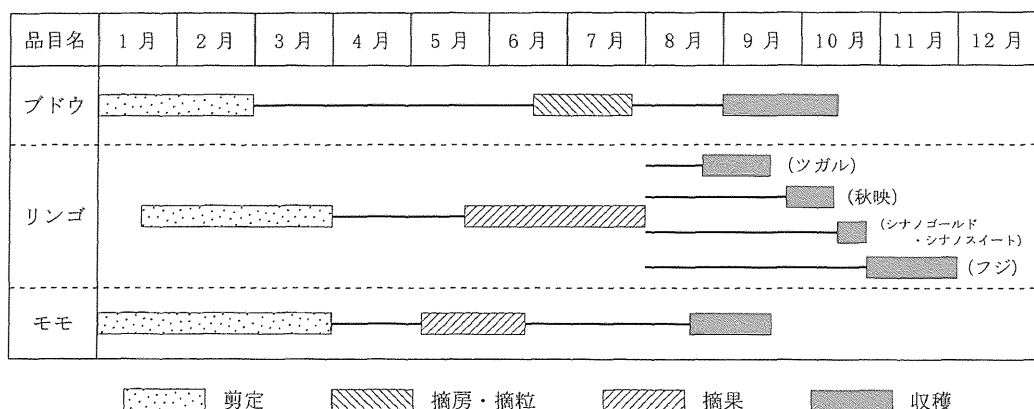 品目名 1月 2月 3月 4月 5月 6月 7月 8月 9月 10月 11月 12月
ブドウ
リンゴ
(ツガル)
(秋映)
(シナノゴールド
・シナノスイート)
(フジ)
モモ
剪定 摘房・摘粒 摘果 収穫